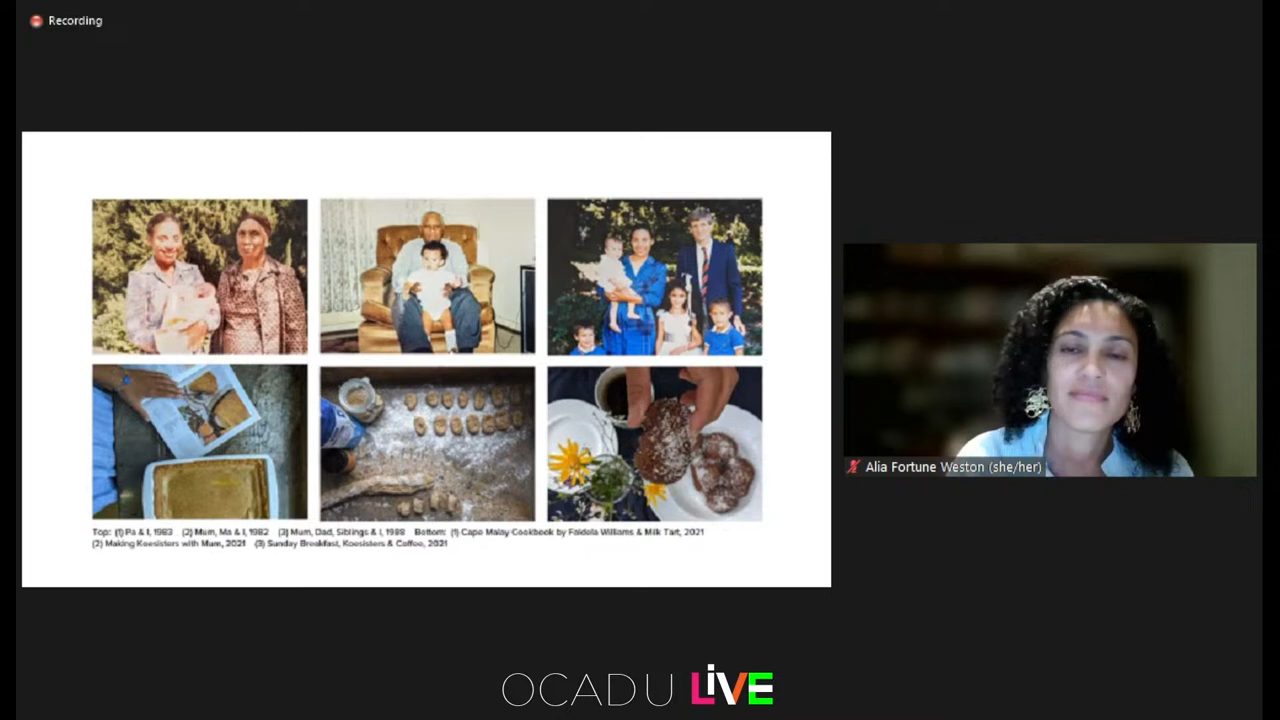 Recording
Top: (1) Pa & I, 1983 (2) Mum, Ma & I, 1982 (3) Mum, Dad, Siblings & I, 1988 Bottom: (1) Cape Malay Cookbook by Faldela Williams & Milk Tart, 2021
(2) Making Koesisters with Mum, 2021 (3) Sunday Breakfast, Koesisters & Coffee, 2021
Alia Fortune Weston (she/her)
OCADU LiVE